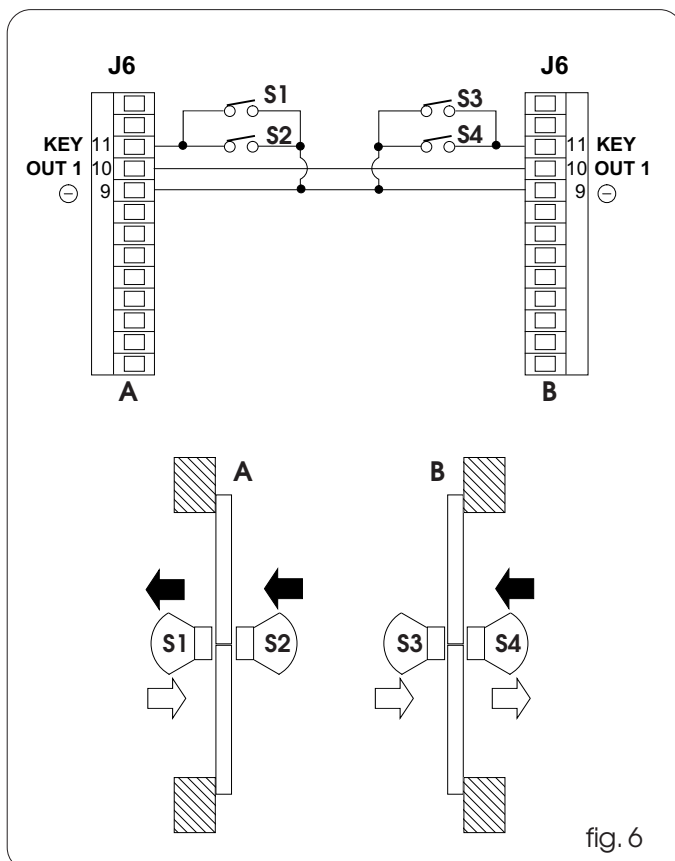 J6 J6
S1 S3
S2 S4
KEY 11 11 KEY
OUT 1 10 10 OUT 1
⊖ 9 9 ⊖
A B
A B
S1 S2 S3 S4
fig. 6